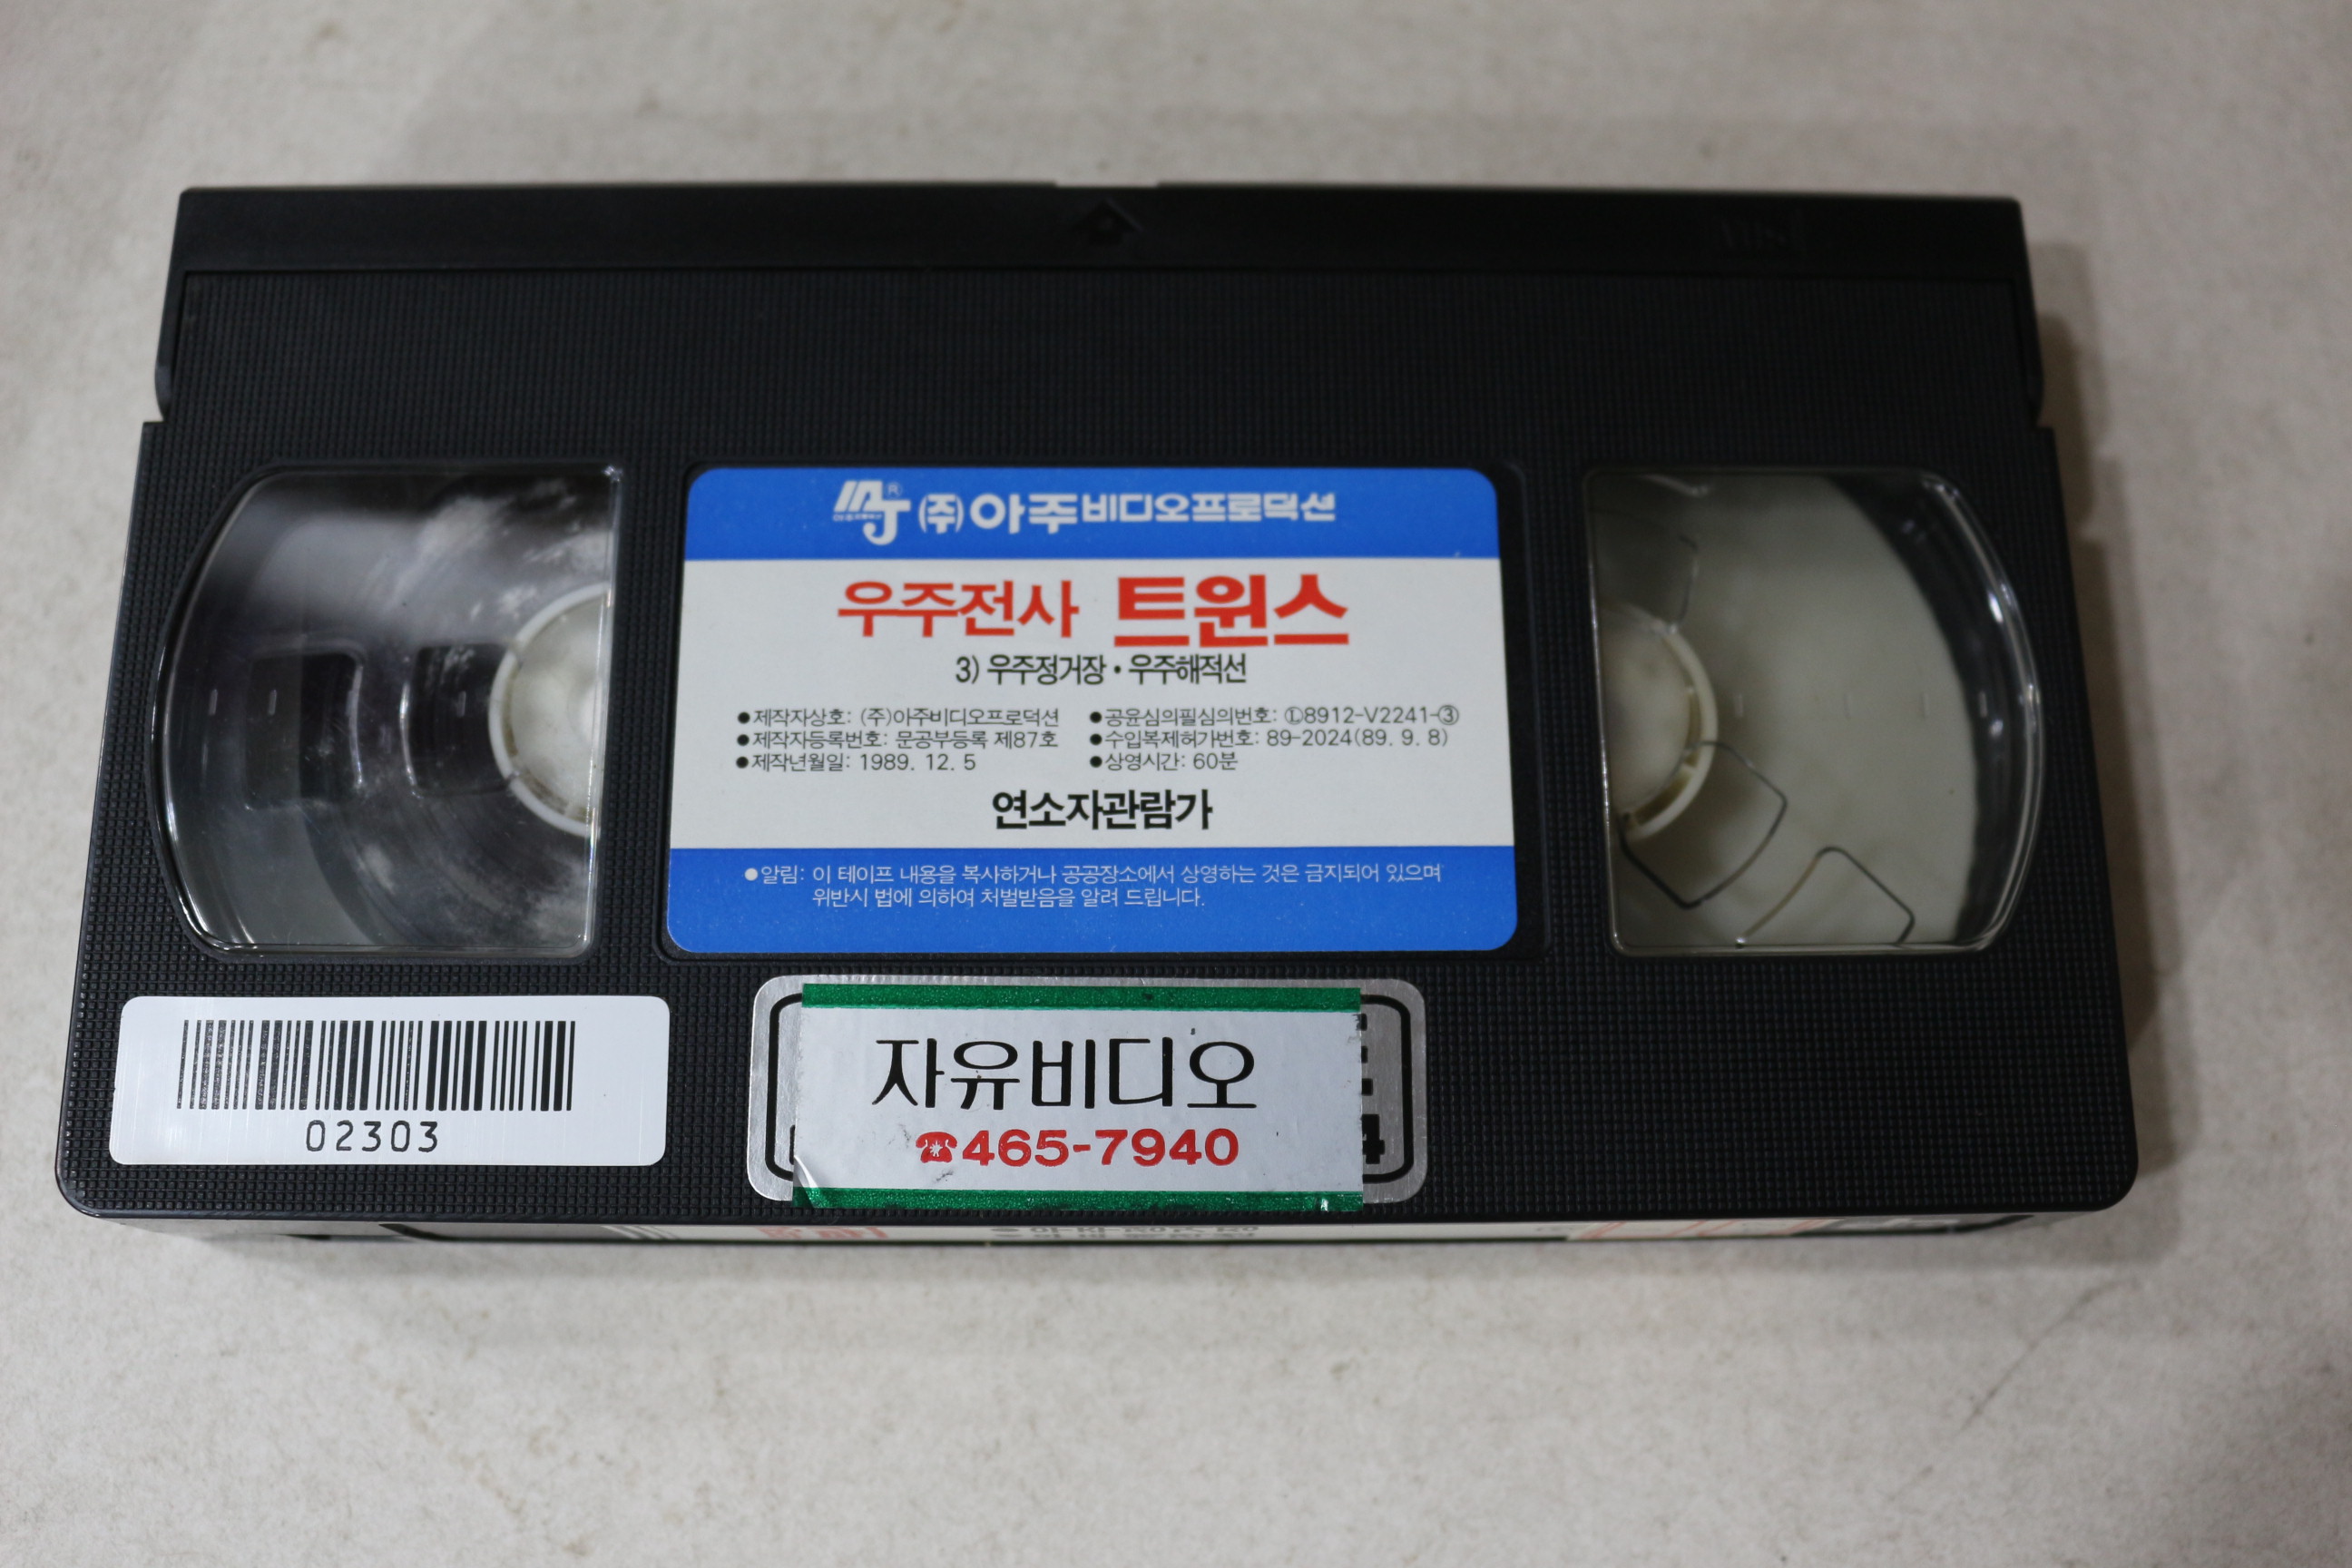 (주)아주비디오프로덕션
우주전사 트윈스
3) 우주정거장·우주해적선
●제작자상호: (주)아주비디오프로덕션
●제작자등록번호: 문공부등록 제87호
●제작년월일: 1989. 12. 5
●공윤심의필심의번호: Ⓛ8912-V2241-③
●수입복제허가번호: 89-2024(89. 9. 8)
●상영시간: 60분
연소자관람가
●알림: 이 테이프 내용을 복사하거나 공공장소에서 상영하는 것은 금지되어 있으며
위반시 법에 의하여 처벌받음을 알려 드립니다.
02303
자유비디오
☎465-7940